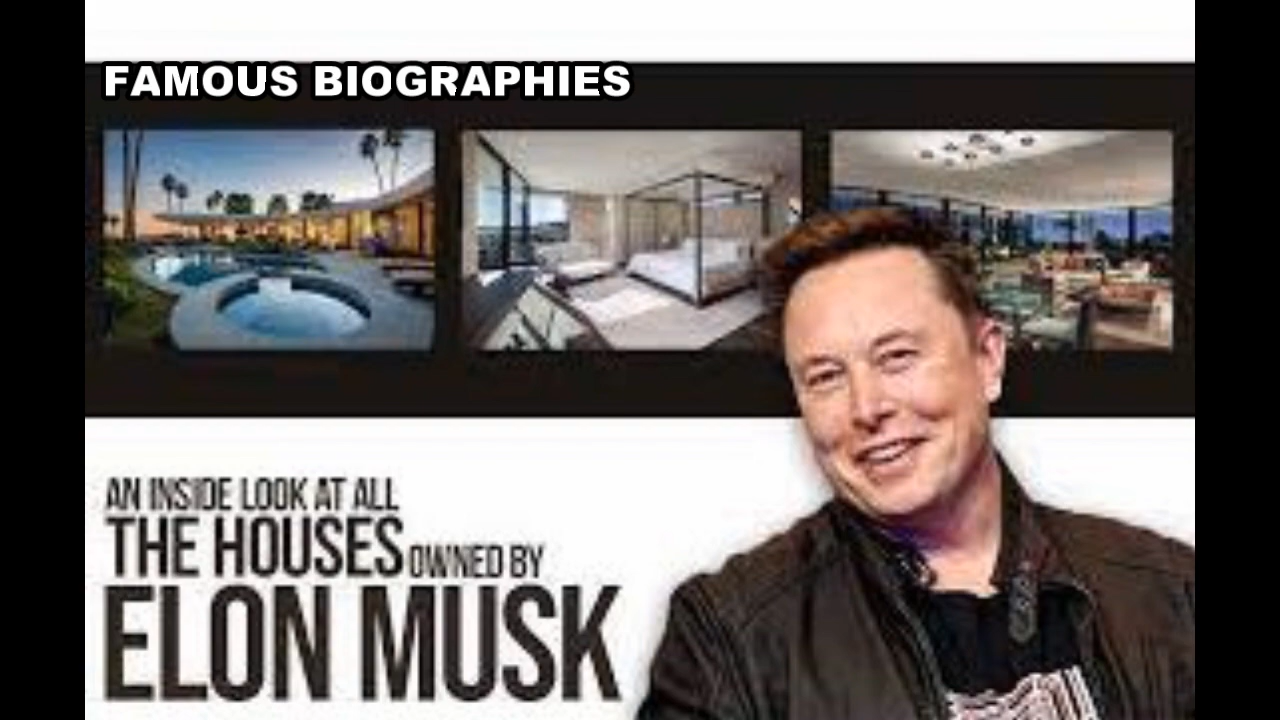 FAMOUS BIOGRAPHIES
AN INSIDE LOOK AT ALL
THE HOUSES OWNED BY
ELON MUSK